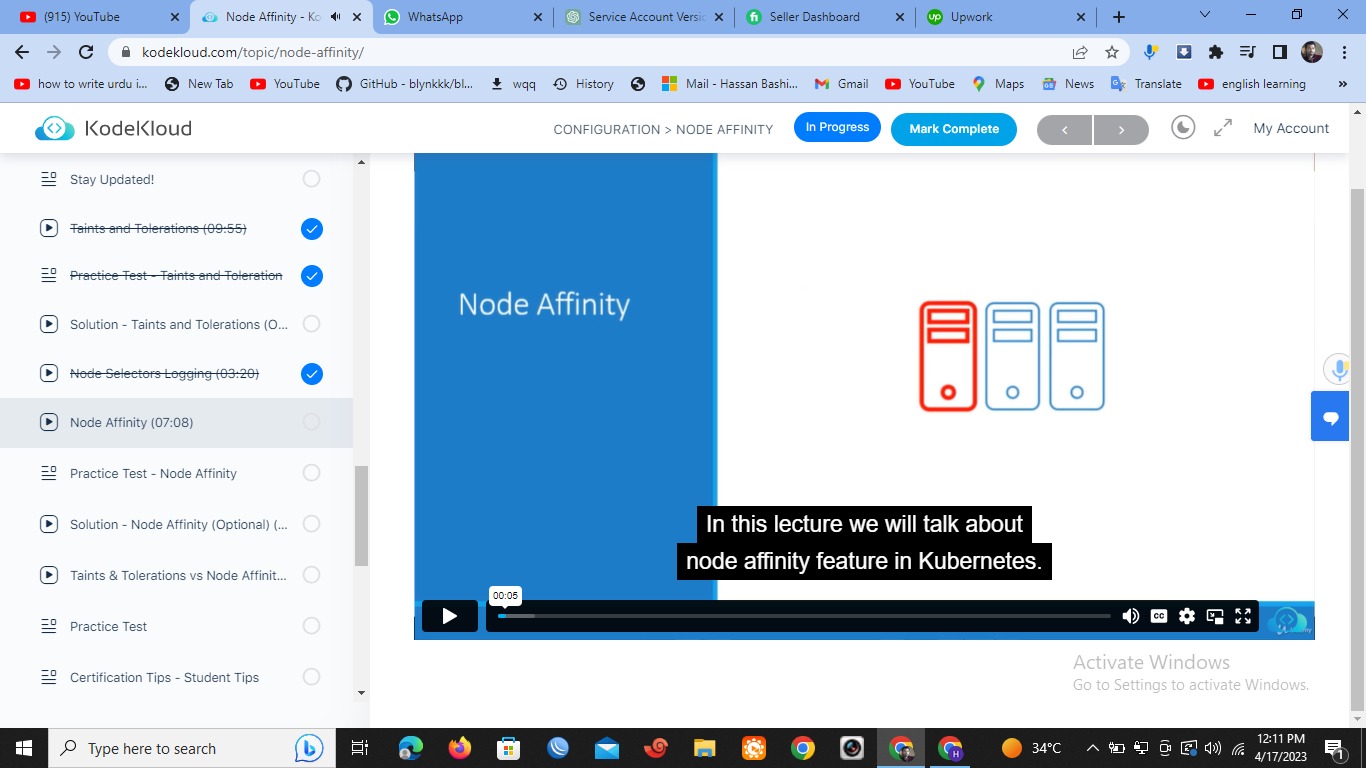 (915) YouTube
Node Affinity - Ko
WhatsApp
Service Account Versio
Seller Dashboard
Upwork
kodekloud.com/topic/node-affinity/
how to write urdu i...
New Tab
YouTube
GitHub - blynkkk/bl...
wqq
History
Mail - Hassan Bashi...
Gmail
YouTube
Maps
News
Translate
english learning
»
KodeKloud
CONFIGURATION > NODE AFFINITY
In Progress
Mark Complete
My Account
Stay Updated!
Taints and Tolerations (09:55)
Practice Test - Taints and Toleration
Solution - Taints and Tolerations (O...
Node Selectors Logging (03:20)
Node Affinity (07:08)
Practice Test - Node Affinity
Solution - Node Affinity (Optional) (...
Taints & Tolerations vs Node Affinit...
Practice Test
Certification Tips - Student Tips
Node Affinity
In this lecture we will talk about
node affinity feature in Kubernetes.
00:05
CC
Activate Windows
Go to Settings to activate Windows.
Type here to search
34°C
12:11 PM
4/17/2023
1